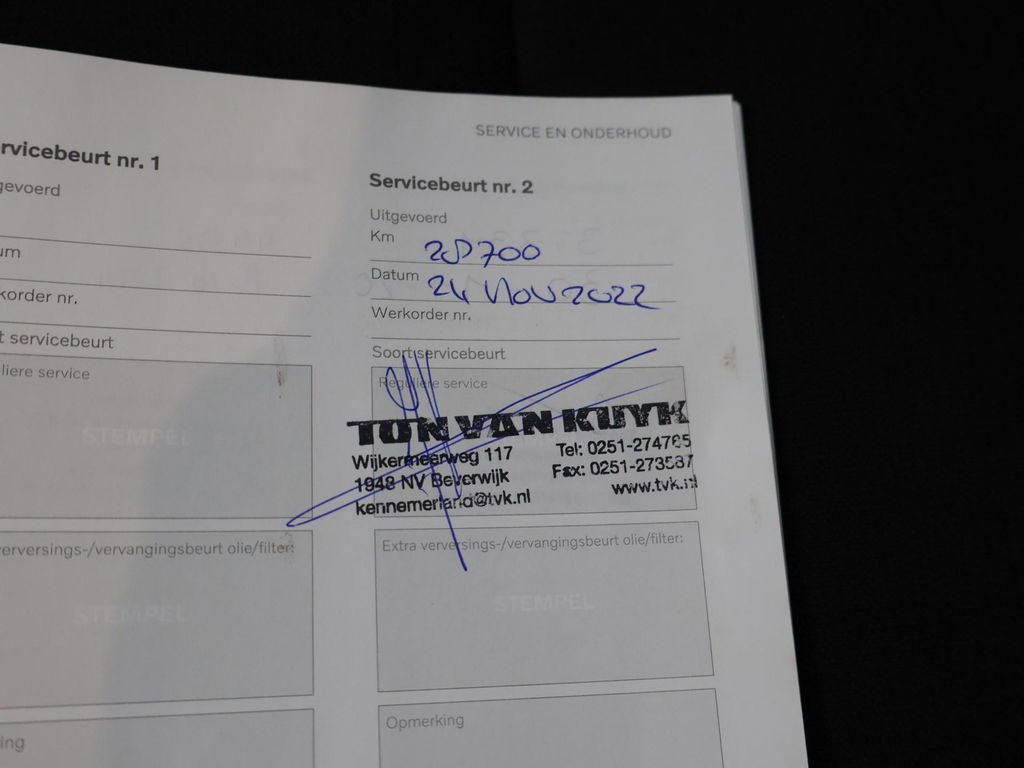 SERVICE EN ONDERHOUD
rvicebeurt nr. 1
gevoerd
um
korder nr.
t servicebeurt
liere service
STEMPEL
erversings-/vervangingsbeurt olie/filter:
STEMPEL
ing
Servicebeurt nr. 2
Uitgevoerd
Km 28700
Datum 24 NOV 2022
Werkorder nr.
Soort servicebeurt
Reguliere service
TON VAN KUYK
Wijkermeerweg 117 Tel: 0251-274765
1948 NV Beverwijk Fax: 0251-273587
kennemerland@tvk.nl www.tvk.nl
Extra verversings-/vervangingsbeurt olie/filter:
STEMPEL
Opmerking